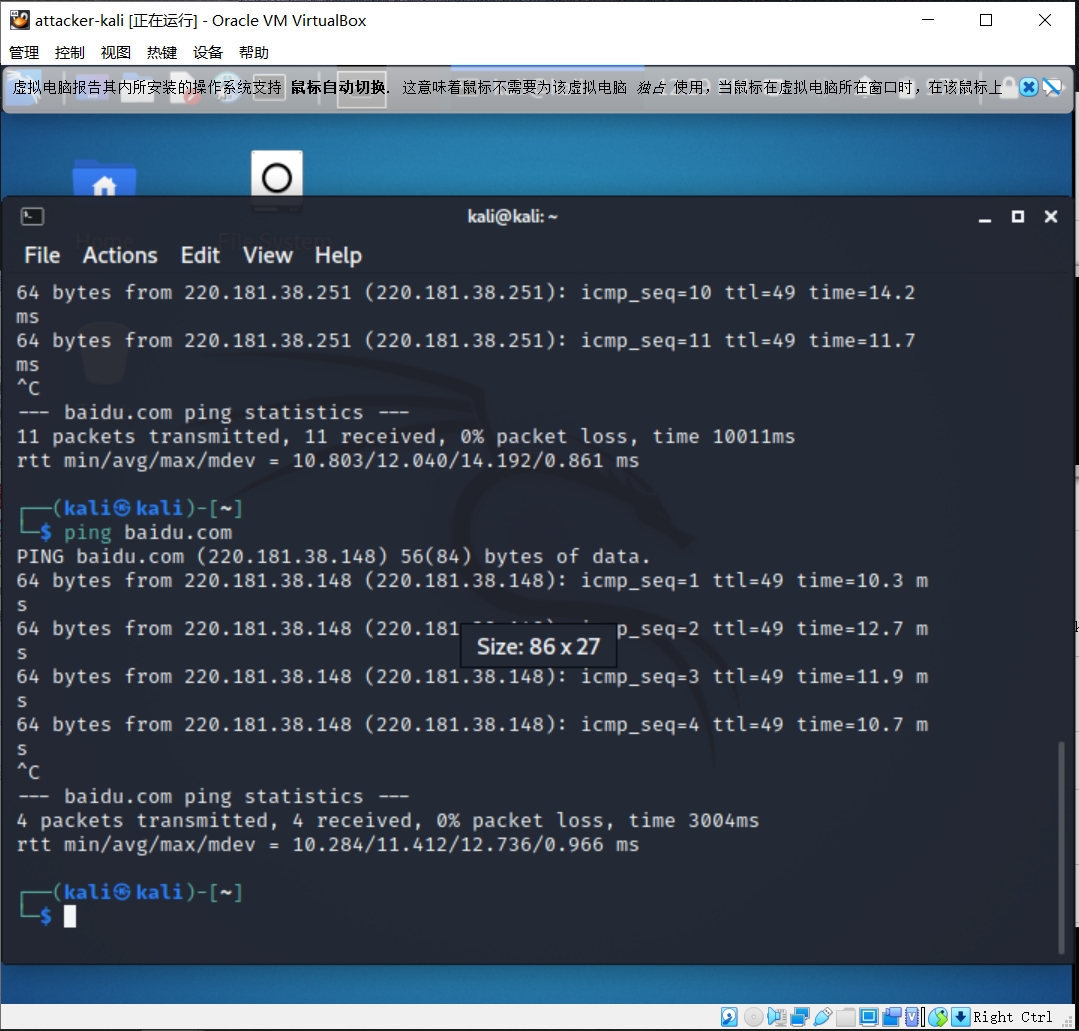 attacker-kali [正在运行] - Oracle VM VirtualBox
管理 控制 视图 热键 设备 帮助
虚拟电脑报告其内所安装的操作系统支持 鼠标自动切换. 这意味着鼠标不需要为该虚拟电脑 独占 使用，当鼠标在虚拟电脑所在窗口时，在该鼠标上
kali@kali: ~
File Actions Edit View Help
64 bytes from 220.181.38.251 (220.181.38.251): icmp_seq=10 ttl=49 time=14.2
ms
64 bytes from 220.181.38.251 (220.181.38.251): icmp_seq=11 ttl=49 time=11.7
ms
^C
--- baidu.com ping statistics ---
11 packets transmitted, 11 received, 0% packet loss, time 10011ms
rtt min/avg/max/mdev = 10.803/12.040/14.192/0.861 ms
┌──(kali㉿kali)-[~]
└─$ ping baidu.com
PING baidu.com (220.181.38.148) 56(84) bytes of data.
64 bytes from 220.181.38.148 (220.181.38.148): icmp_seq=1 ttl=49 time=10.3 m
s
64 bytes from 220.181.38.148 (220.181.148): p_seq=2 ttl=49 time=12.7 m
s
Size: 86 x 27
64 bytes from 220.181.38.148 (220.181.38.148): icmp_seq=3 ttl=49 time=11.9 m
s
64 bytes from 220.181.38.148 (220.181.38.148): icmp_seq=4 ttl=49 time=10.7 m
s
^C
--- baidu.com ping statistics ---
4 packets transmitted, 4 received, 0% packet loss, time 3004ms
rtt min/avg/max/mdev = 10.284/11.412/12.736/0.966 ms
┌──(kali㉿kali)-[~]
└─$
Right Ctrl